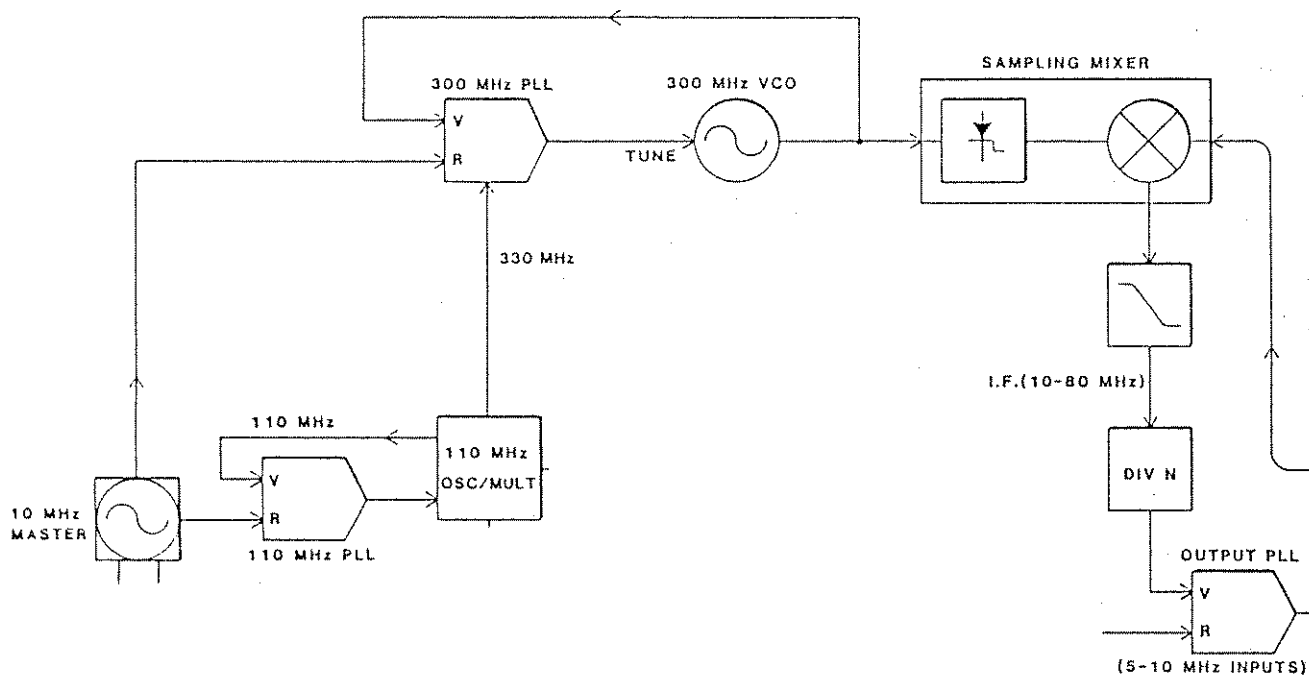 SAMPLING MIXER
300 MHz PLL
300 MHz VCO
V
R
TUNE
330 MHz
I.F.(10-80 MHz)
110 MHz
110 MHz
OSC/MULT
DIV N
V
R
10 MHz
MASTER
110 MHz PLL
OUTPUT PLL
V
R
(5-10 MHz INPUTS)